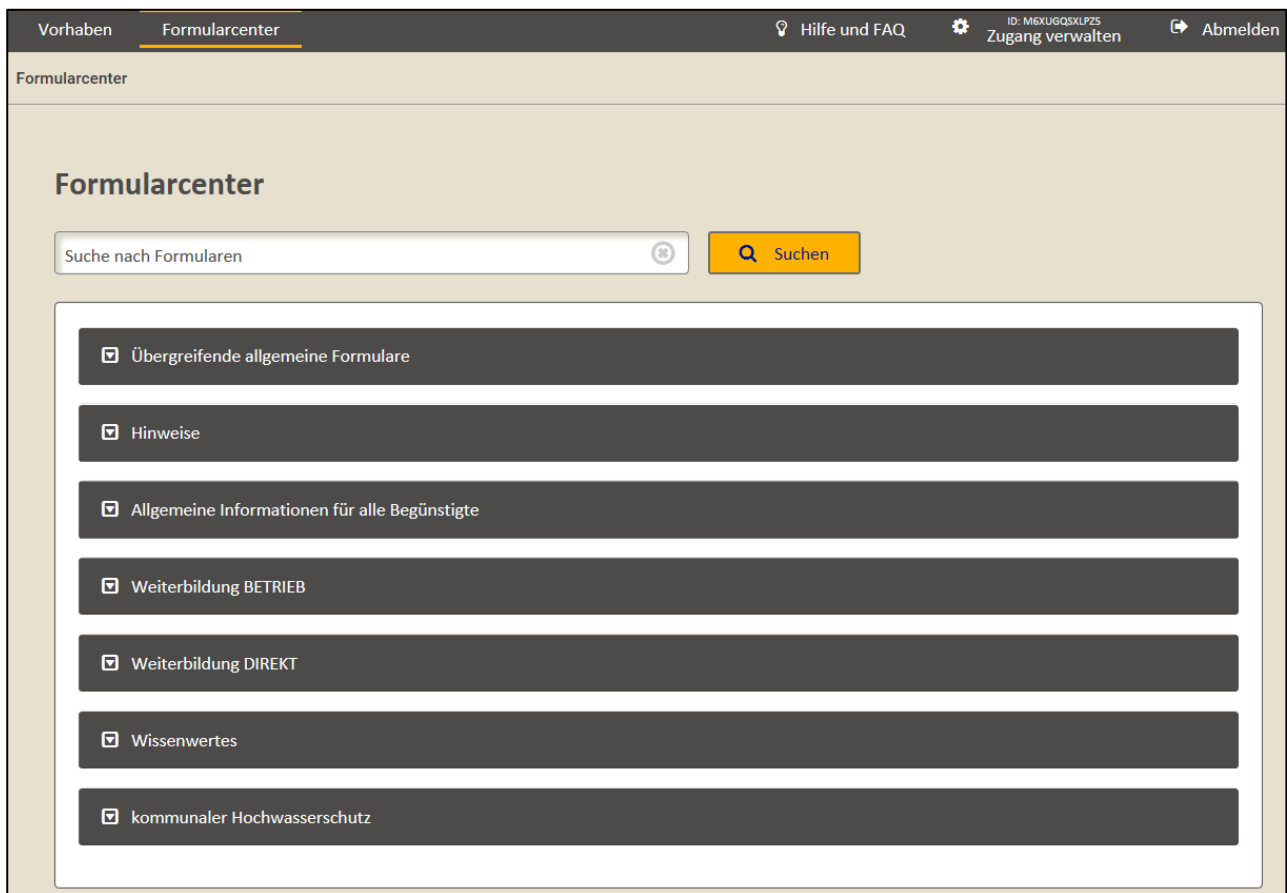 Vorhaben
Formularcenter
Hilfe und FAQ
ID: M6XUGQSXLPZ5
Zugang verwalten
Abmelden
Formularcenter
Formularcenter
Suche nach Formularen
Suchen
Übergreifende allgemeine Formulare
Hinweise
Allgemeine Informationen für alle Begünstigte
Weiterbildung BETRIEB
Weiterbildung DIREKT
Wissenwertes
kommunaler Hochwasserschutz